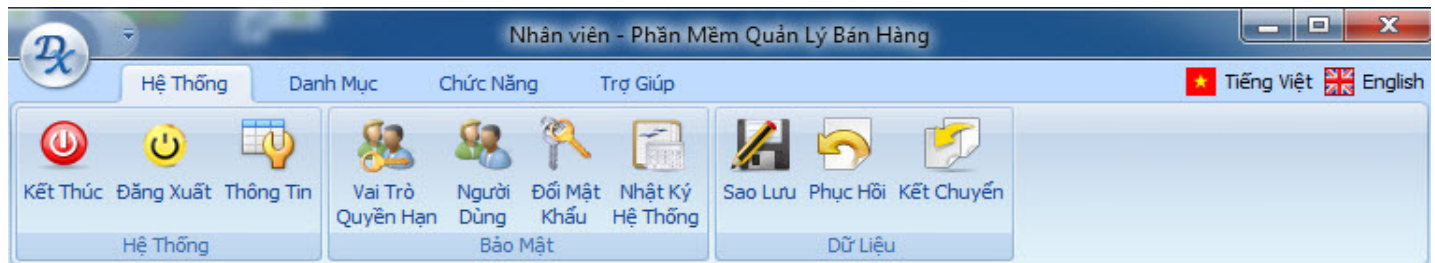 Nhân viên - Phần Mềm Quản Lý Bán Hàng
DX
Hệ Thống Danh Mục Chức Năng Trợ Giúp Tiếng Việt English
Kết Thúc Đăng Xuất Thông Tin Vai Trò Người Đổi Mật Nhật Ký Sao Lưu Phục Hồi Kết Chuyển
Quyền Hạn Dùng Khẩu Hệ Thống
Hệ Thống Bảo Mật Dữ Liệu